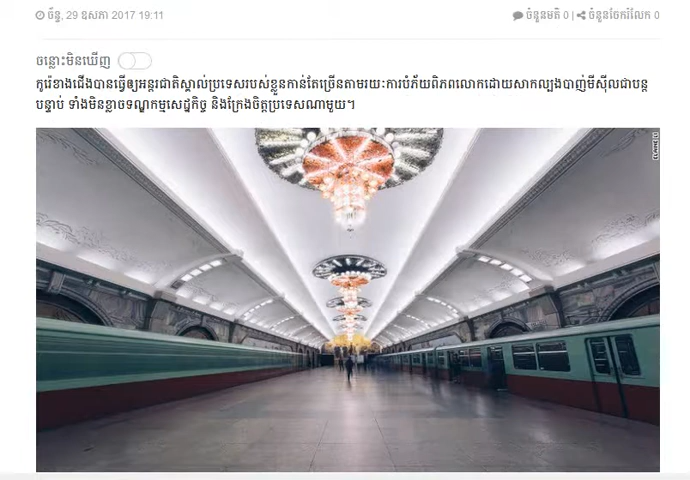 ច័ន្ទ, 29 ឧសភា 2017 19:11
ចំនួនមតិ 0 | ចំនួនចែករំលែក 0
ចន្លោះមិនឃើញ
កូរ៉េខាងជើងបានធ្វើឲ្យអន្តរជាតិស្គាល់ប្រទេសរបស់ខ្លួនកាន់តែច្រើនតាមរយៈការបំភ័យពិភពលោកដោយសាកល្បងបាញ់មីស៊ីលជាបន្ត
បន្ទាប់ ទាំងមិនខ្លាចទណ្ឌកម្មសេដ្ឋកិច្ច និងក្រែងចិត្តប្រទេសណាមួយ។
ELAINE LI